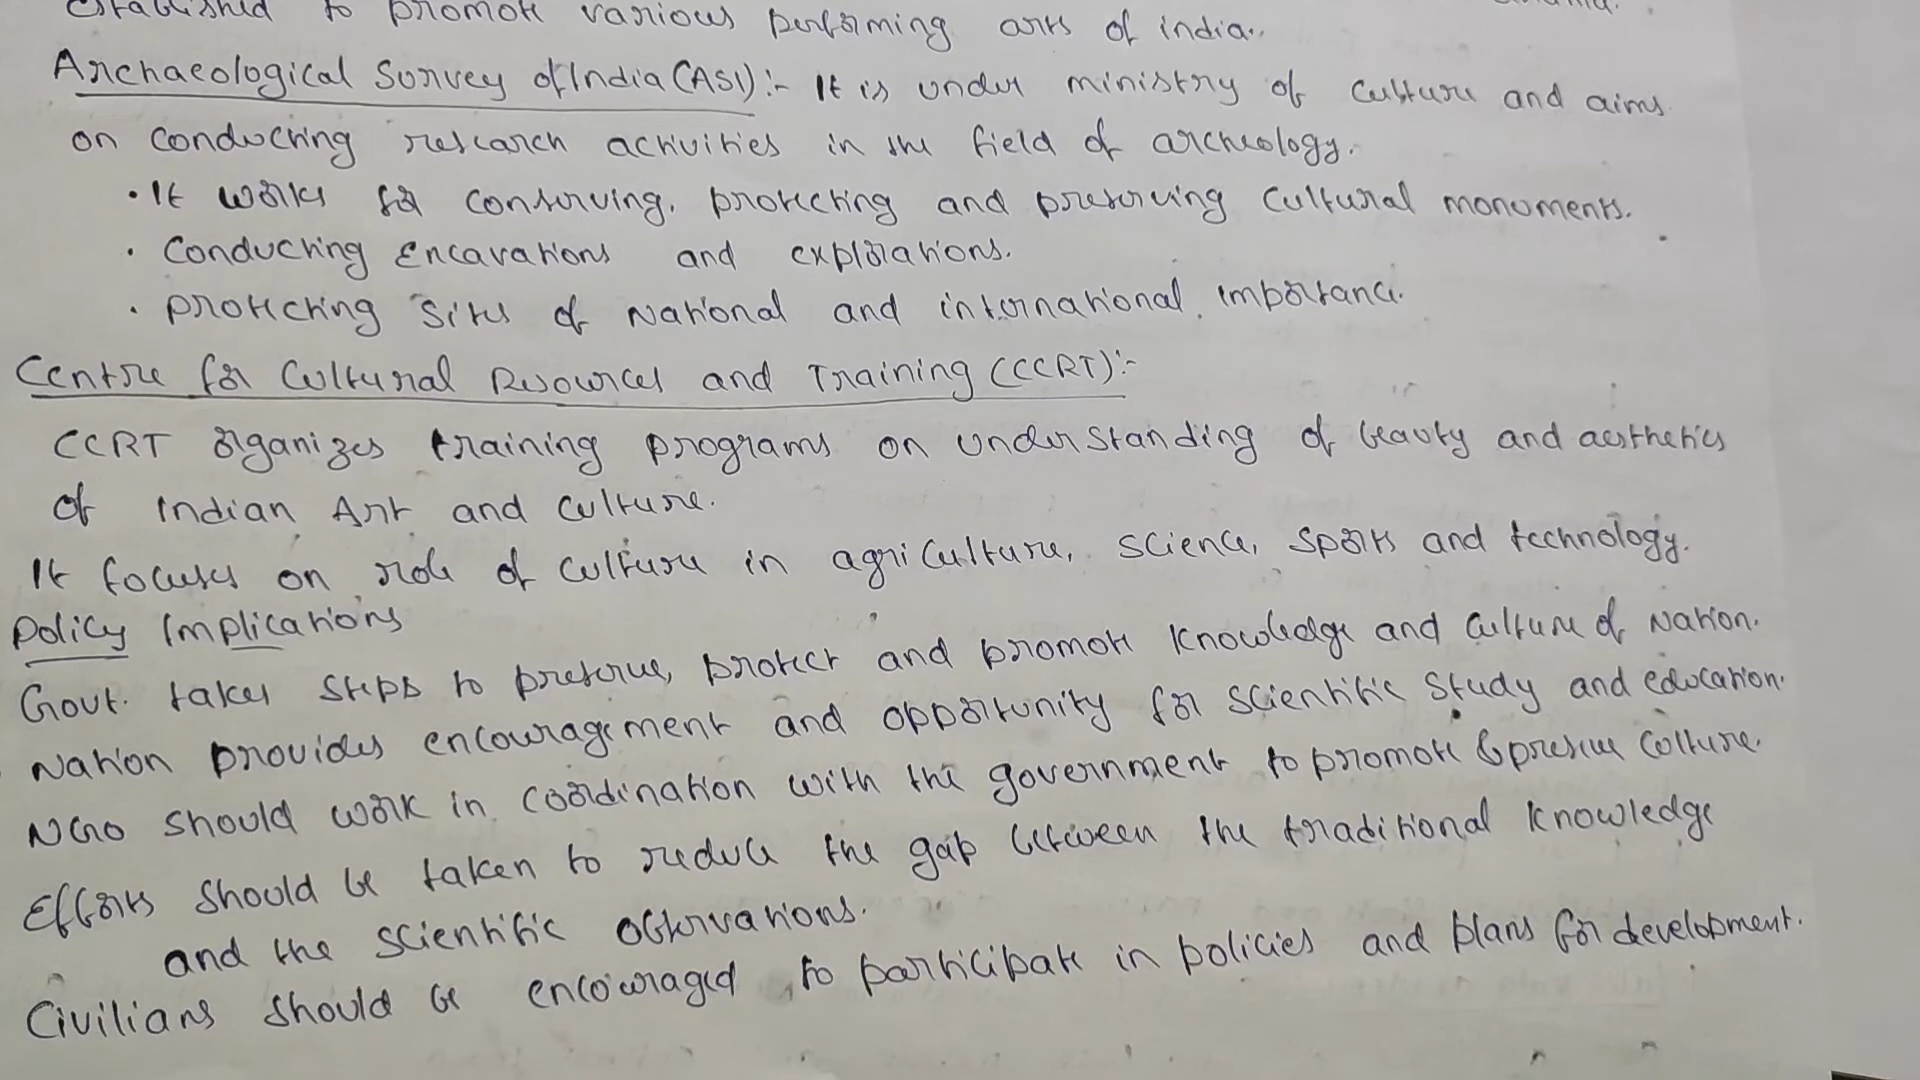 Established to promote various performing arts of india.
Archaeological Survey of India (ASI):- It is under ministry of Culture and aims
on conducting research activities in the field of archeology.
• It works for conserving, protecting and preserving cultural monuments.
• Conducting Encavations and explorations.
• protecting sites of National and international importance.
Centre for Cultural Resources and Training (CCRT):-
CCRT organizes training programs on understanding of beauty and aesthetics
of Indian Art and Culture.
It focuses on role of culture in agriculture, science, sports and technology.
Policy Implications
Govt. takes steps to preserve, protect and promote knowledge and culture of Nation.
Nation provides encouragement and opportunity for scientific study and education.
NGO should work in coordination with the government to promote & preserve culture.
Efforts should be taken to reduce the gap between the traditional knowledge
and the scientific observations.
Civilians should be encouraged to participate in policies and plans for development.